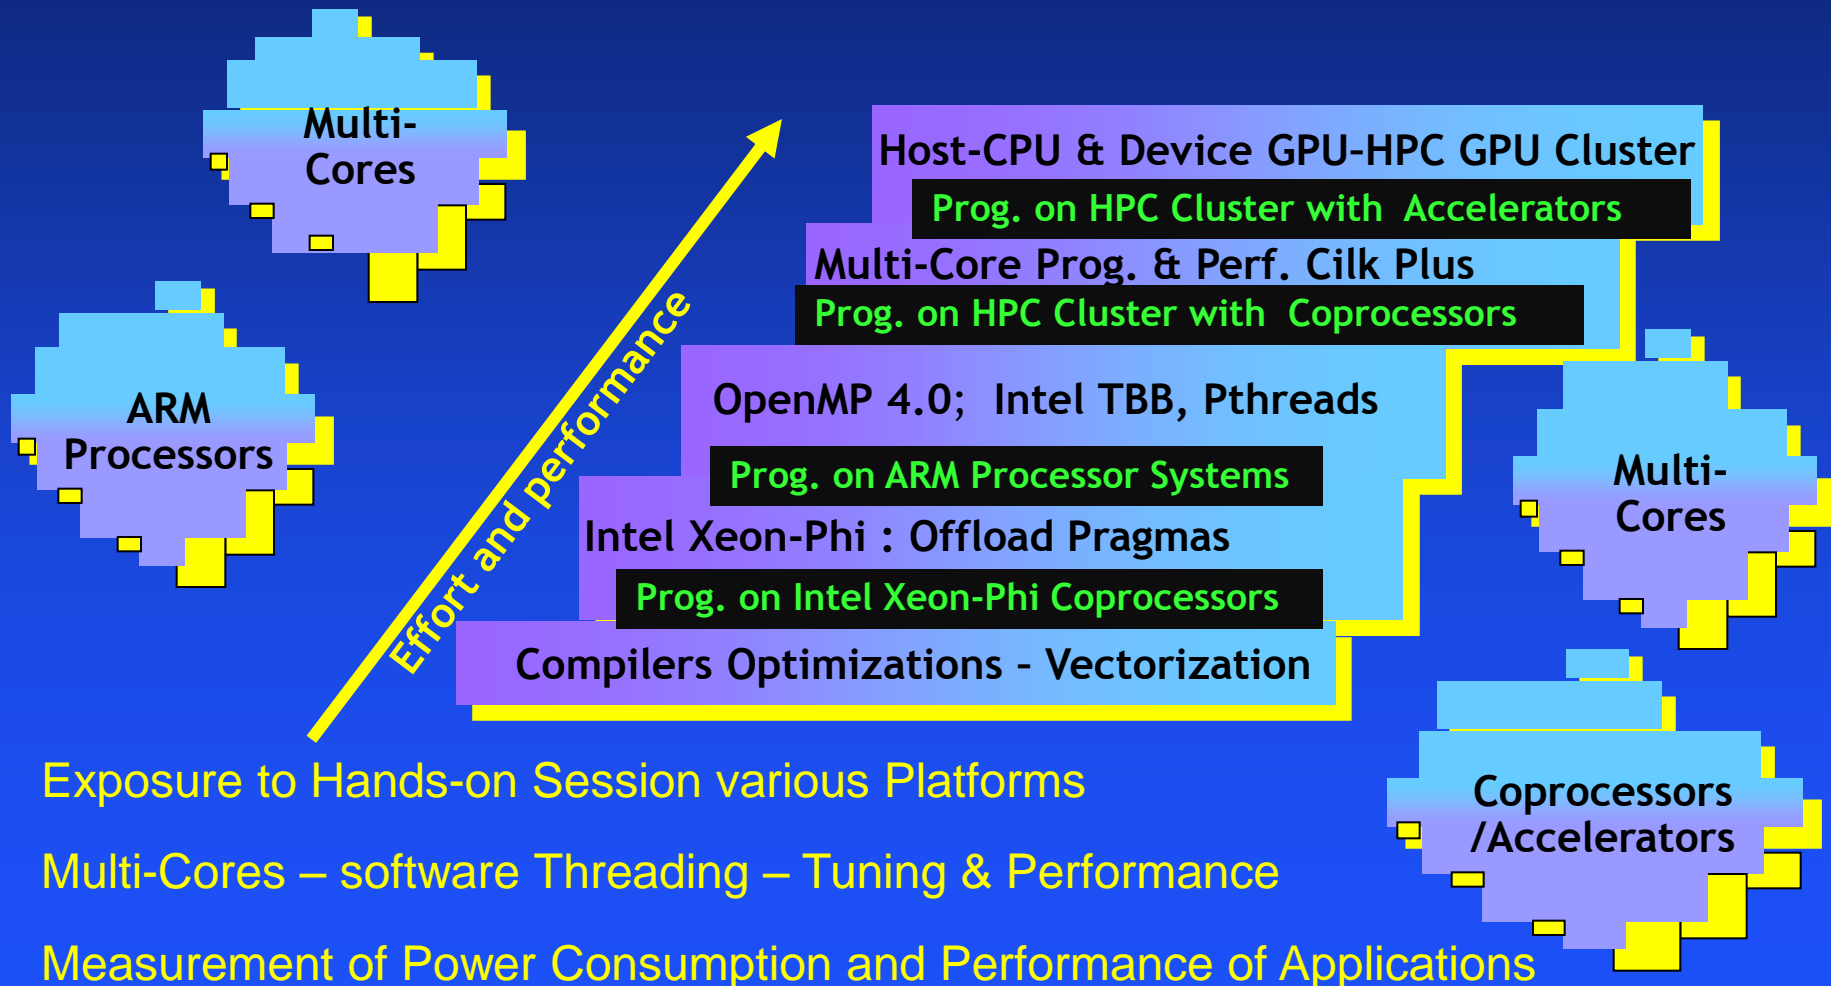 Multi-
Cores
ARM
Processors
Effort and performance
Host-CPU & Device GPU–HPC GPU Cluster
Prog. on HPC Cluster with Accelerators
Multi-Core Prog. & Perf. Cilk Plus
Prog. on HPC Cluster with Coprocessors
OpenMP 4.0; Intel TBB, Pthreads
Prog. on ARM Processor Systems
Intel Xeon-Phi : Offload Pragmas
Prog. on Intel Xeon-Phi Coprocessors
Compilers Optimizations – Vectorization
Multi-
Cores
Coprocessors
/Accelerators
Exposure to Hands-on Session various Platforms
Multi-Cores – software Threading – Tuning & Performance
Measurement of Power Consumption and Performance of Applications